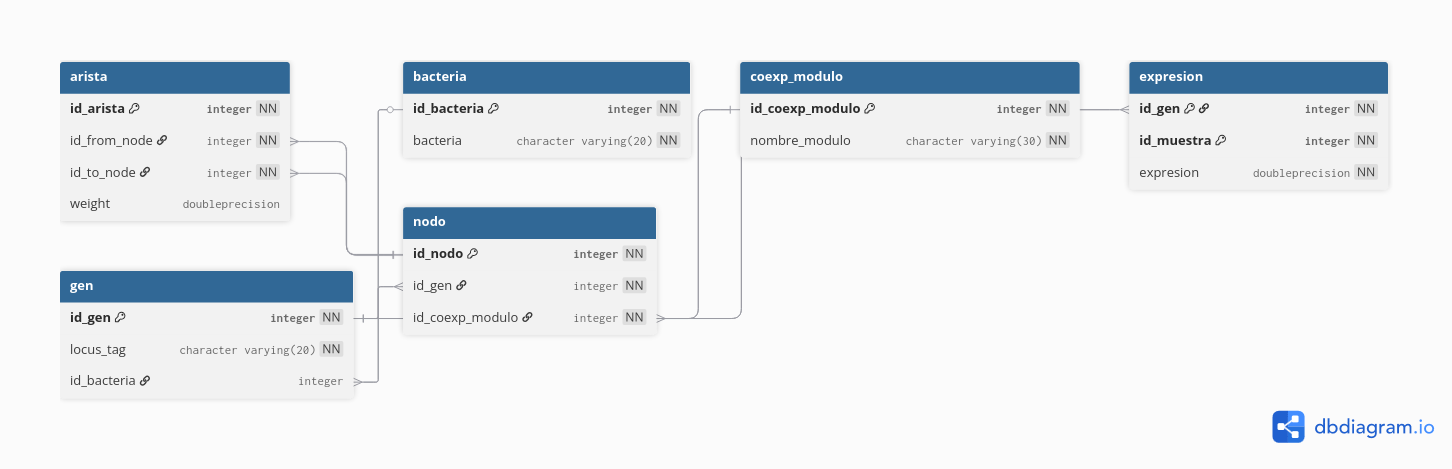 arista
id_arista integer NN
id_from_node integer NN
id_to_node integer NN
weight doubleprecision
bacteria
id_bacteria integer NN
bacteria character varying(20) NN
coexp_modulo
id_coexp_modulo integer NN
nombre_modulo character varying(30) NN
expresion
id_gen integer NN
id_muestra integer NN
expresion doubleprecision NN
nodo
id_nodo integer NN
id_gen integer NN
id_coexp_modulo integer NN
gen
id_gen integer NN
locus_tag character varying(20) NN
id_bacteria integer
dbdiagram.io